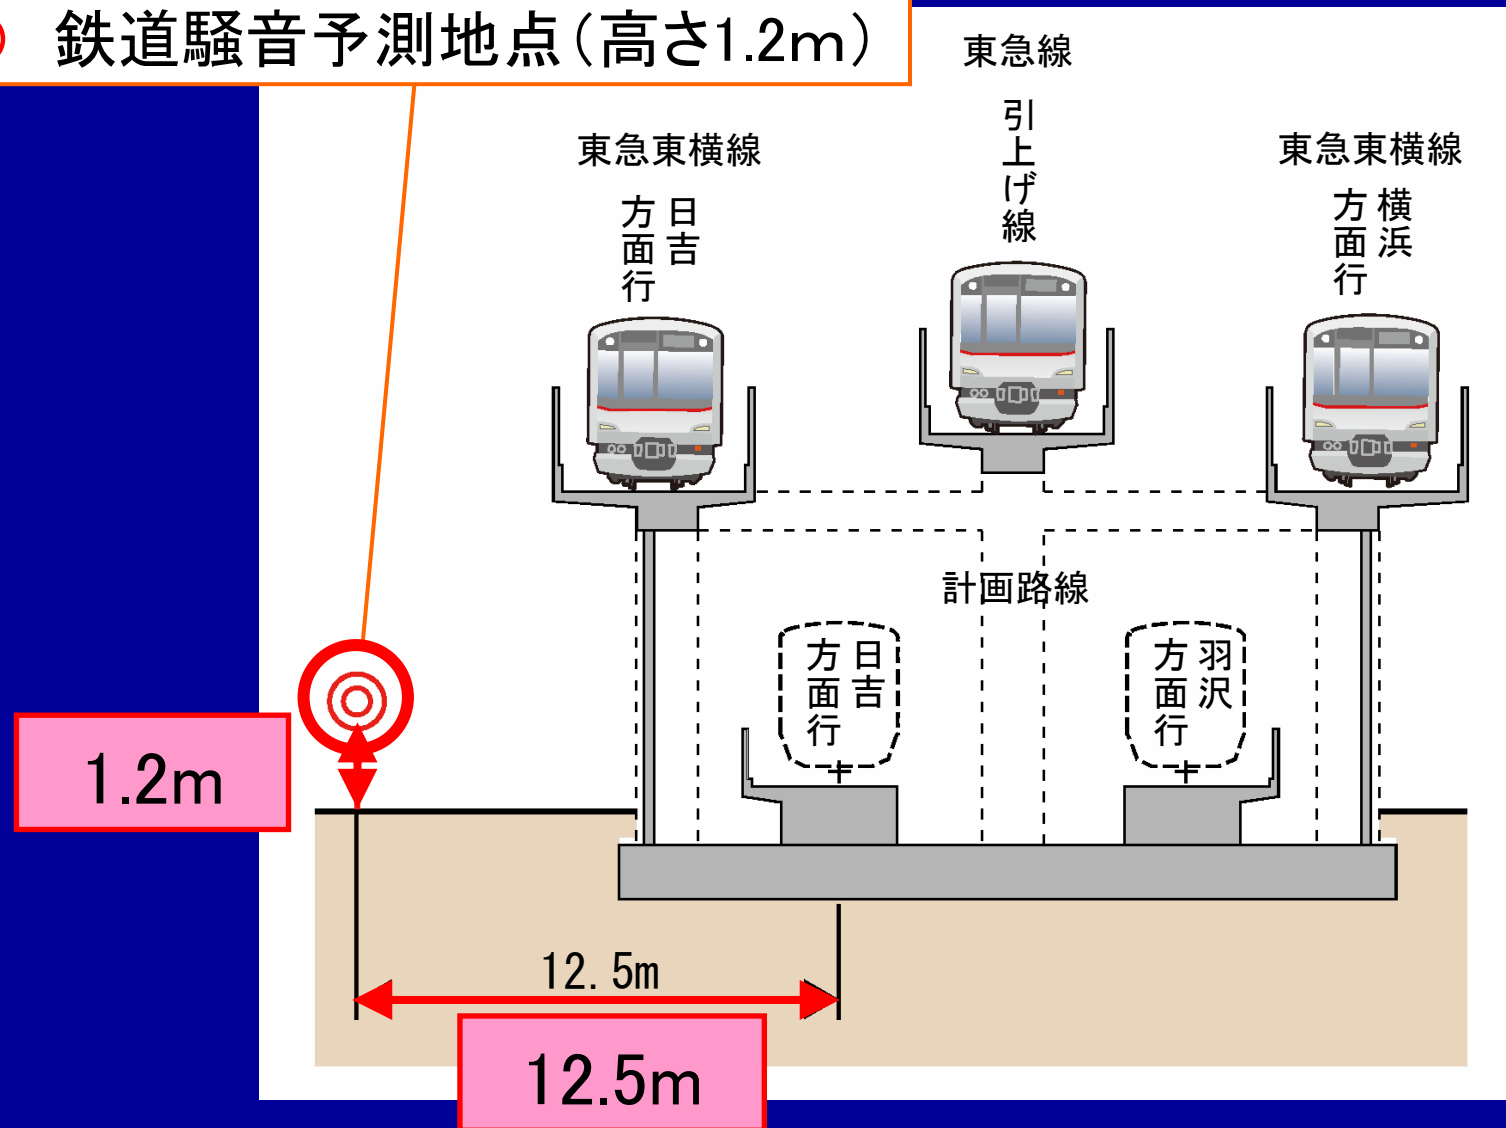 鉄道騒音予測地点(高さ1.2m)
東急線
引上げ線
東急東横線
日吉
方面行
東急東横線
横浜
方面行
計画路線
日吉
方面行
羽沢
方面行
1.2m
12.5m
12.5m